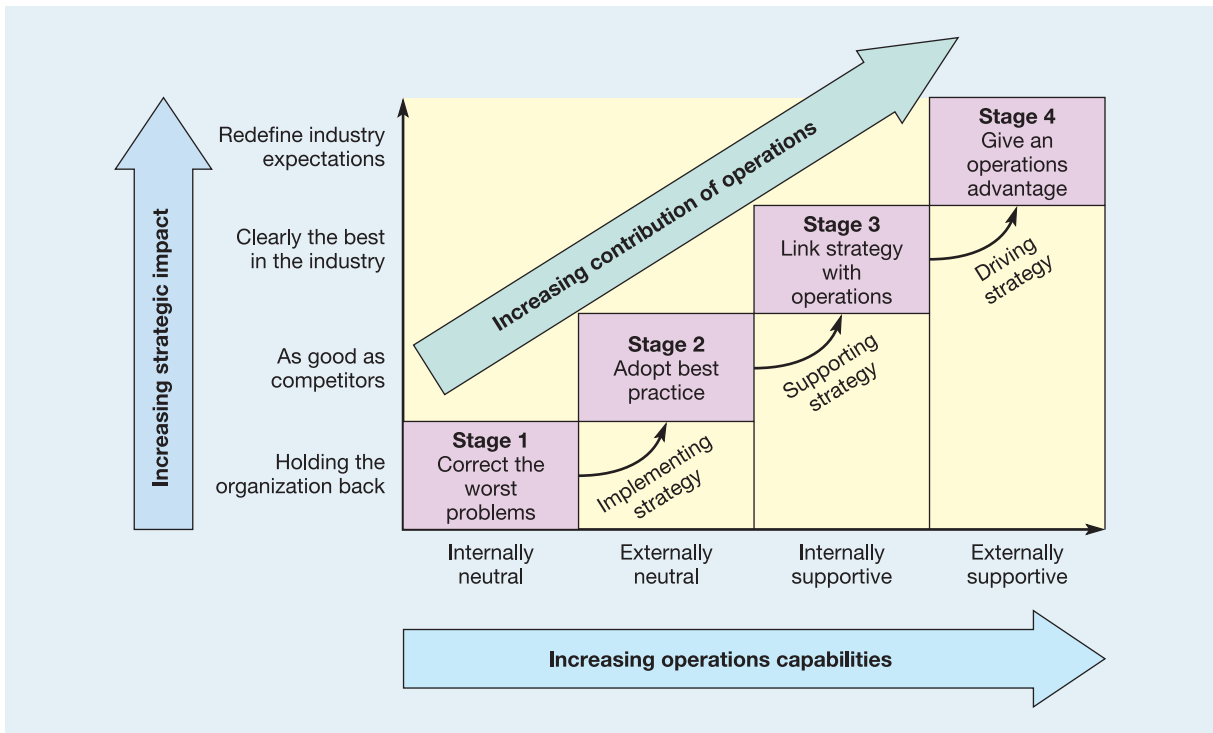 Increasing strategic impact
Redefine industry
expectations
Clearly the best
in the industry
As good as
competitors
Holding the
organization back
Increasing contribution of operations
Stage 1
Correct the
worst
problems
Implementing
strategy
Stage 2
Adopt best
practice
Supporting
strategy
Stage 3
Link strategy
with
operations
Driving
strategy
Stage 4
Give an
operations
advantage
Internally
neutral
Externally
neutral
Internally
supportive
Externally
supportive
Increasing operations capabilities